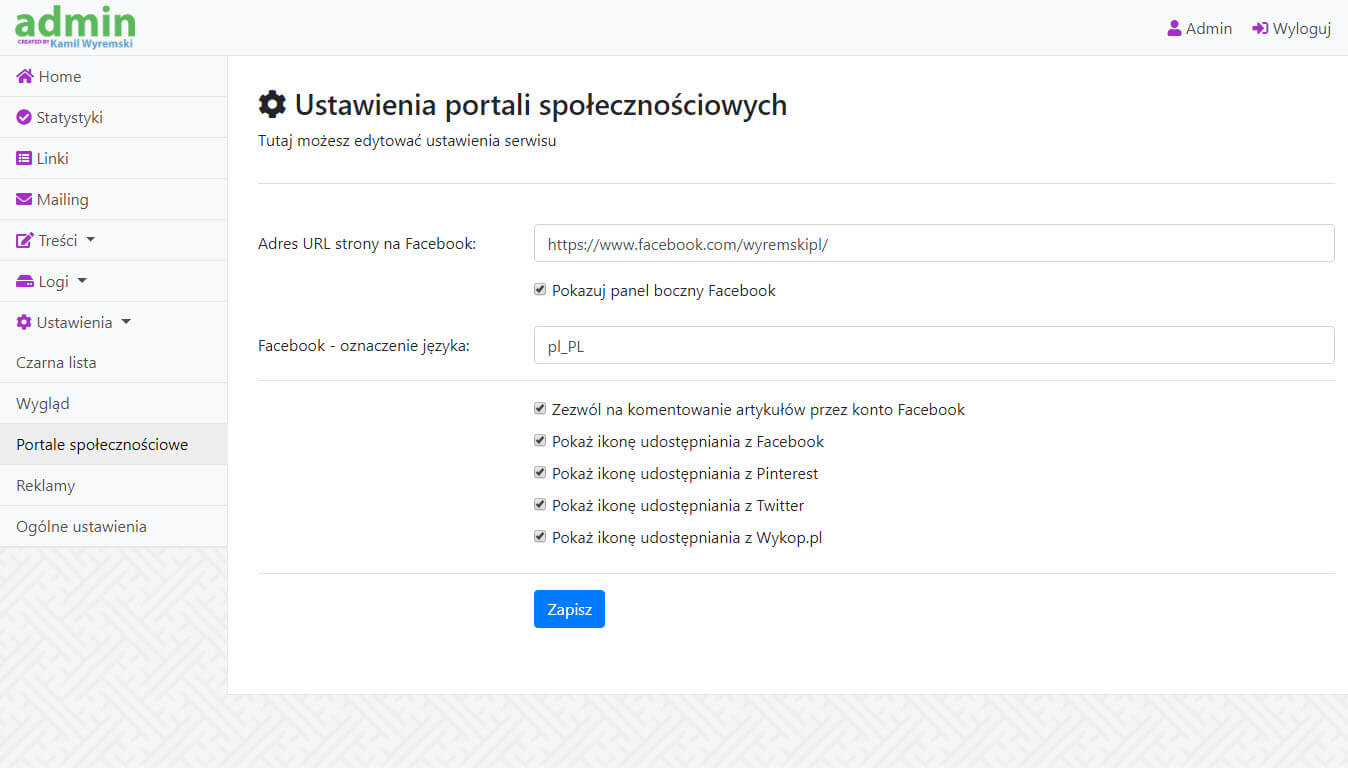 admin
CREATED BY Kamil Wyremski
Admin
Wyloguj
Home
Statystyki
Linki
Mailing
Treści
Logi
Ustawienia
Czarna lista
Wygląd
Portale społecznościowe
Reklamy
Ogólne ustawienia
Ustawienia portali społecznościowych
Tutaj możesz edytować ustawienia serwisu
Adres URL strony na Facebook:
https://www.facebook.com/wyremskipl/
Pokazuj panel boczny Facebook
Facebook - oznaczenie języka:
pl_PL
Zezwól na komentowanie artykułów przez konto Facebook
Pokaż ikonę udostępniania z Facebook
Pokaż ikonę udostępniania z Pinterest
Pokaż ikonę udostępniania z Twitter
Pokaż ikonę udostępniania z Wykop.pl
Zapisz